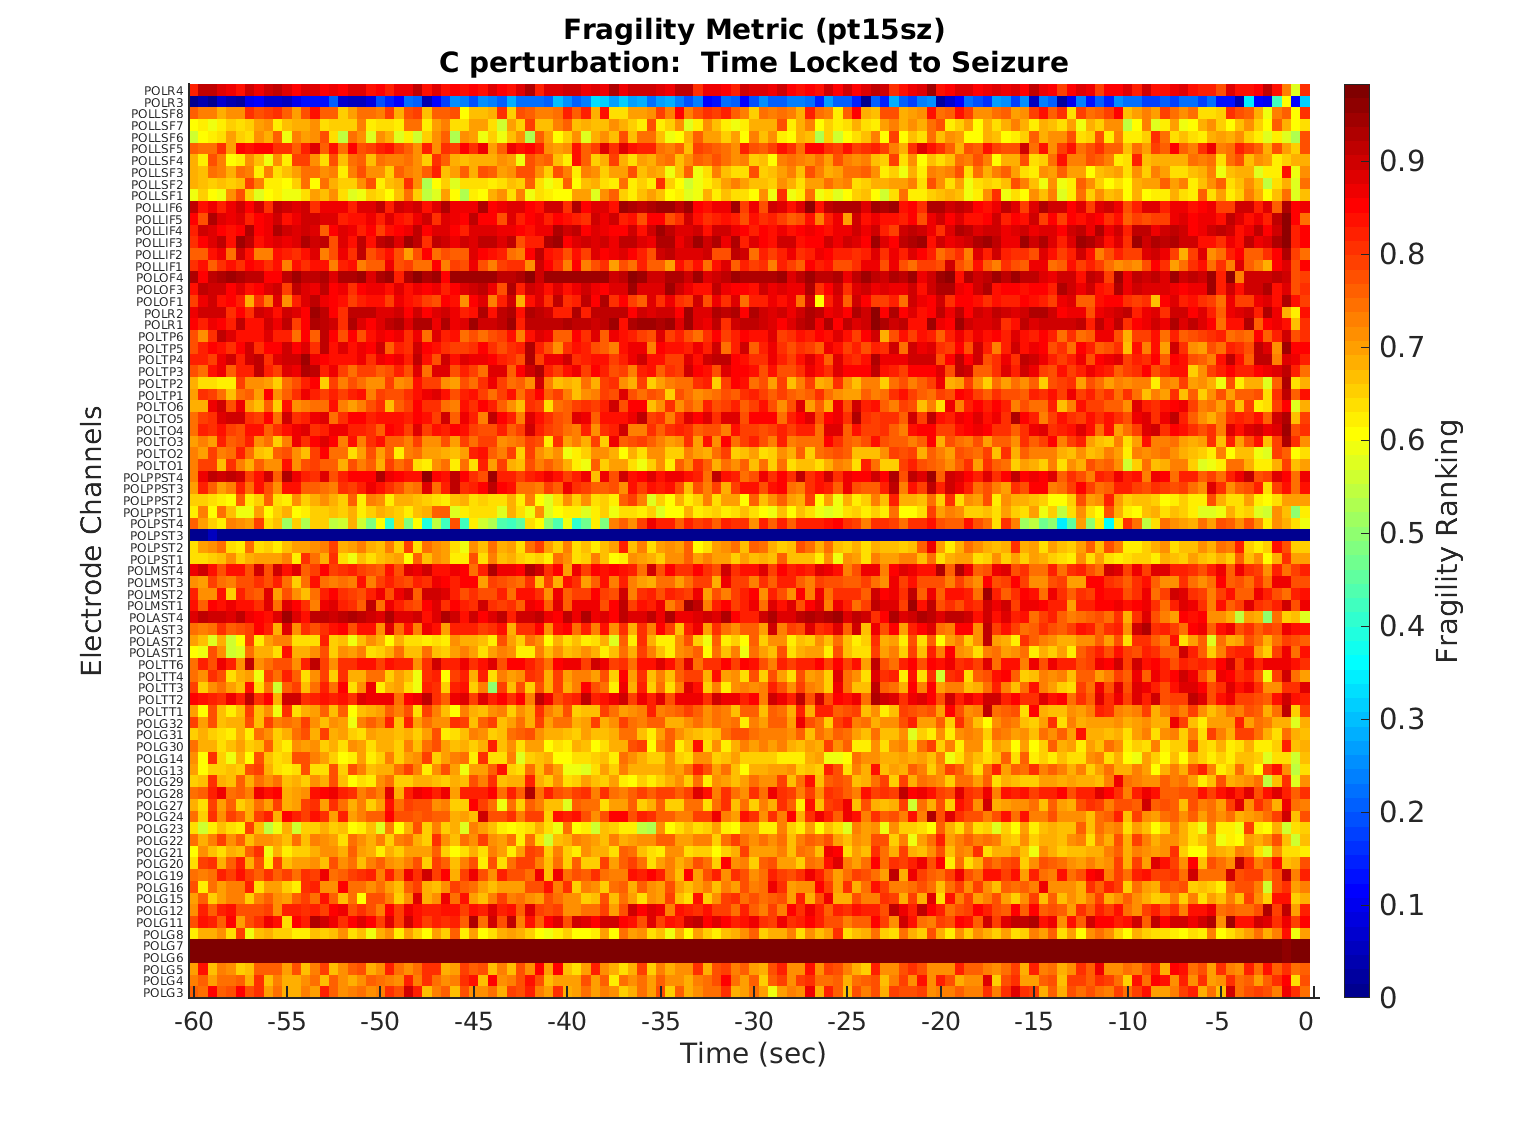 Fragility Metric (pt15sz)
C perturbation:  Time Locked to Seizure
Electrode Channels
POLR4
POLR3
POLLSF8
POLLSF7
POLLSF6
POLLSF5
POLLSF4
POLLSF3
POLLSF2
POLLSF1
POLLIF6
POLLIF5
POLLIF4
POLLIF3
POLLIF2
POLLIF1
POLOF4
POLOF3
POLOF1
POLR2
POLR1
POLTP6
POLTP5
POLTP4
POLTP3
POLTP2
POLTP1
POLTO6
POLTO5
POLTO4
POLTO3
POLTO2
POLTO1
POLPPST4
POLPPST3
POLPPST2
POLPPST1
POLPST4
POLPST3
POLPST2
POLPST1
POLMST4
POLMST3
POLMST2
POLMST1
POLAST4
POLAST3
POLAST2
POLAST1
POLTT6
POLTT4
POLTT3
POLTT2
POLTT1
POLG32
POLG31
POLG30
POLG14
POLG13
POLG29
POLG28
POLG27
POLG24
POLG23
POLG22
POLG21
POLG20
POLG19
POLG16
POLG15
POLG12
POLG11
POLG8
POLG7
POLG6
POLG5
POLG4
POLG3
-60 -55 -50 -45 -40 -35 -30 -25 -20 -15 -10 -5 0
Time (sec)
0.9
0.8
0.7
0.6
0.5
0.4
0.3
0.2
0.1
0
Fragility Ranking